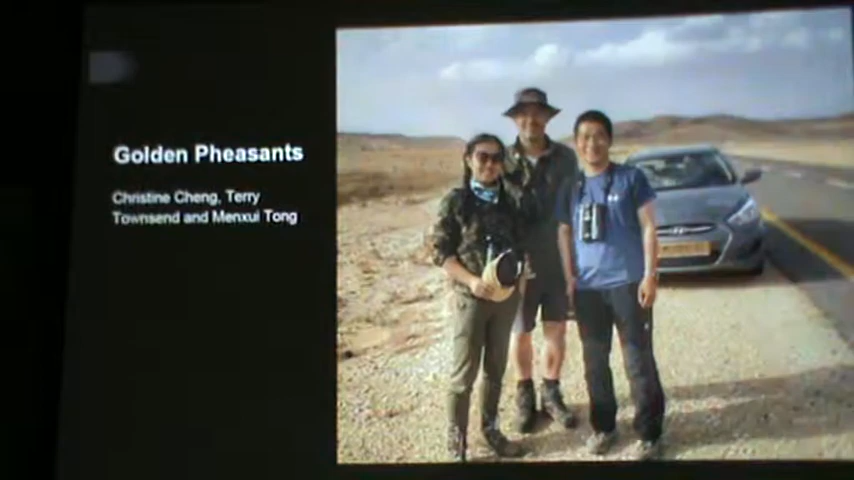 Golden Pheasants
Christine Cheng, Terry
Townsend and Menxui Tong